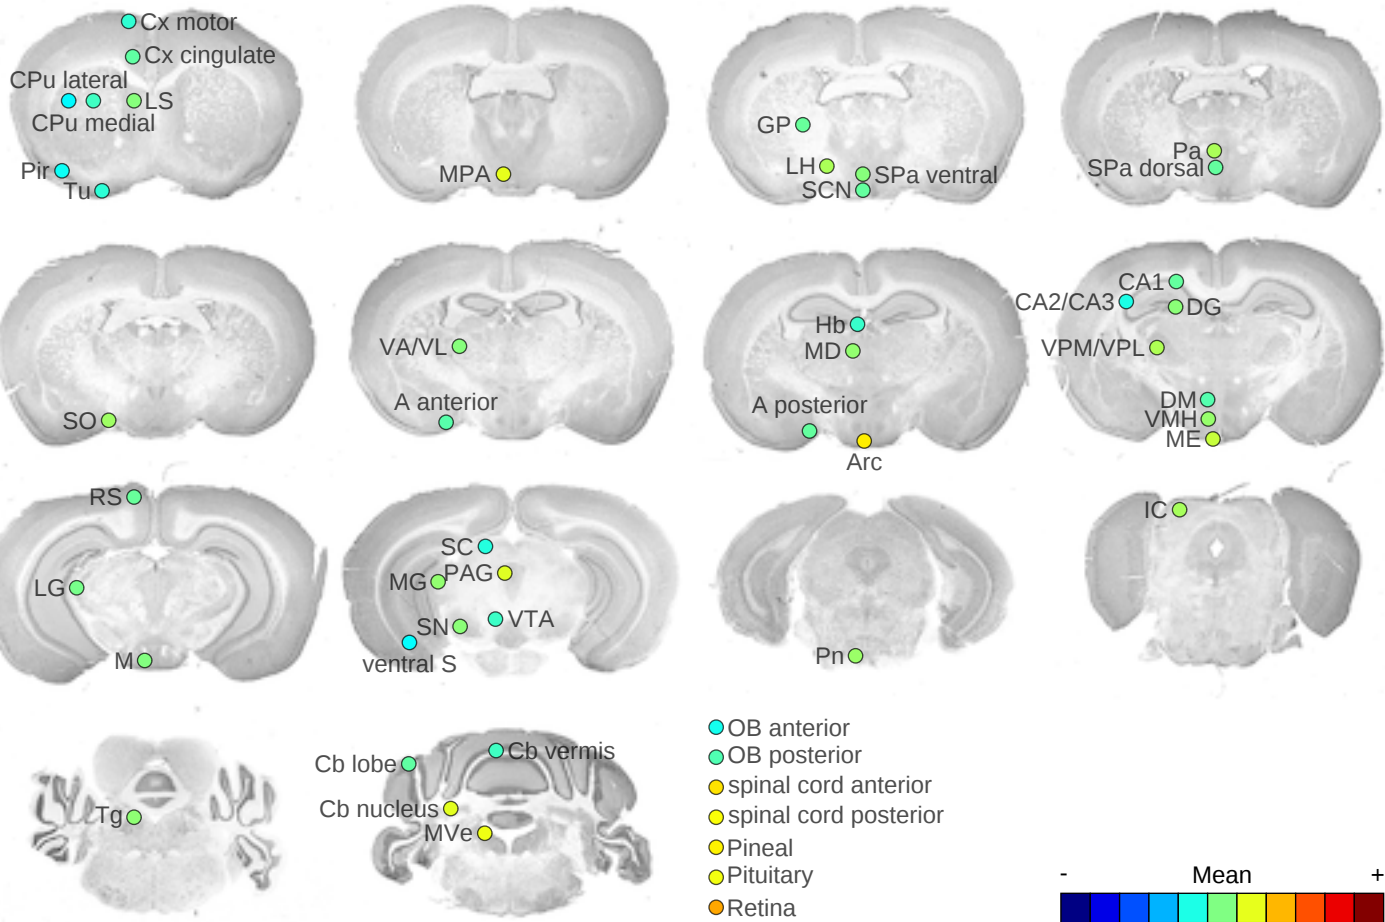 Cx motor
Cx cingulate
CPu lateral
LS
CPu medial
Pir
Tu
MPA
GP
LH
SPa ventral
SCN
Pa
SPa dorsal
SO
VA/VL
A anterior
Hb
MD
A posterior
Arc
CA1
CA2/CA3
DG
VPM/VPL
DM
VMH
ME
RS
LG
M
SC
PAG
MG
VTA
SN
ventral S
Pn
IC
Tg
Cb vermis
Cb lobe
Cb nucleus
MVe
OB anterior
OB posterior
spinal cord anterior
spinal cord posterior
Pineal
Pituitary
Retina
- Mean +